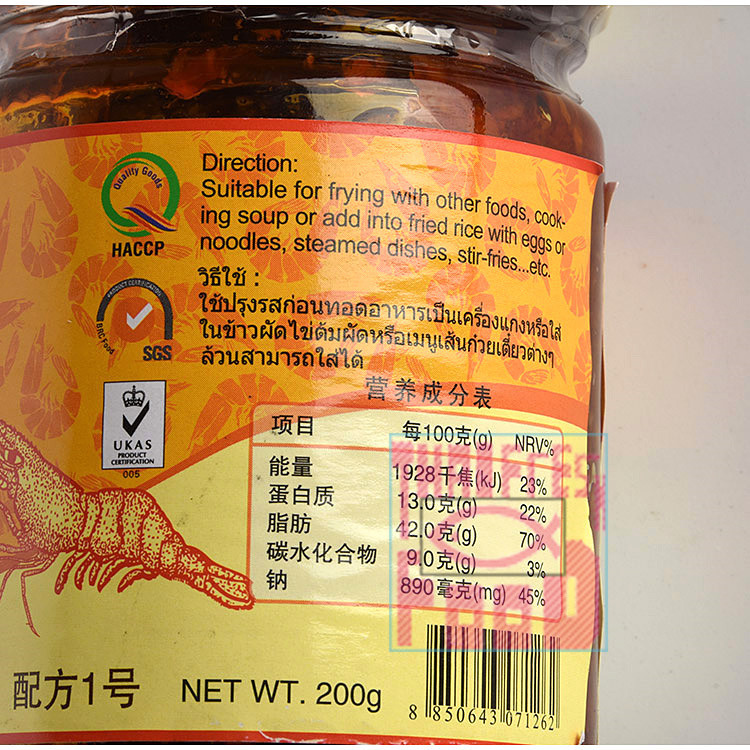 Quality Goods
HACCP
Direction:
Suitable for frying with other foods, cook-
ing soup or add into fried rice with eggs or
noodles, steamed dishes, stir-fries...etc.
วิธีใช้ :
ใช้ปรุงรสก่อนทอดอาหารเป็นเครื่องแกงหรือใส่
ในข้าวผัดไข่ต้มผัดหรือเมนูเส้นก๋วยเตี๋ยวต่างๆ
ล้วนสามารถใส่ได้
PRODUCT CERTIFICATION
BRC Food
SGS
UKAS
PRODUCT
CERTIFICATION
005
营养成分表
项目 每100克(g) NRV%
能量 1928千焦(kJ) 23%
蛋白质 13.0克(g) 22%
脂肪 42.0克(g) 70%
碳水化合物 9.0克(g) 3%
钠 890毫克(mg) 45%
FOOD
配方1号 NET WT. 200g
8 850643 071262